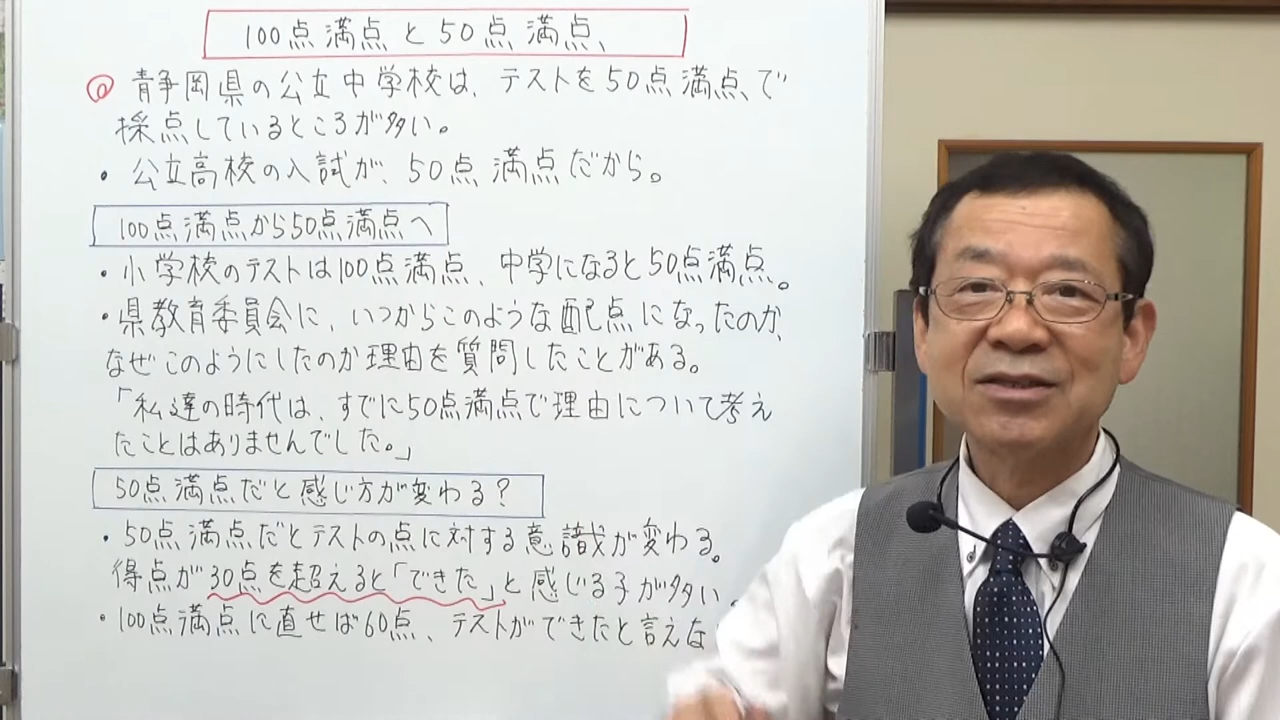 100点満点と50点満点、
◎ 静岡県の公立中学校は、テストを50点満点で
採点しているところが多い。
・公立高校の入試が、50点満点だから。
100点満点から50点満点へ
・小学校のテストは100点満点、中学になると50点満点。
・県教育委員会に、いつからこのような配点になったのか、
なぜこのようにしたのか理由を質問したことがある。
「私達の時代は、すでに50点満点で理由について考え
たことはありませんでした。」
50点満点だと感じ方が変わる?
・50点満点だとテストの点に対する意識が変わる。
得点が30点を超えると「できた」と感じる子が多い
・100点満点に直せば60点、テストができたと言えな